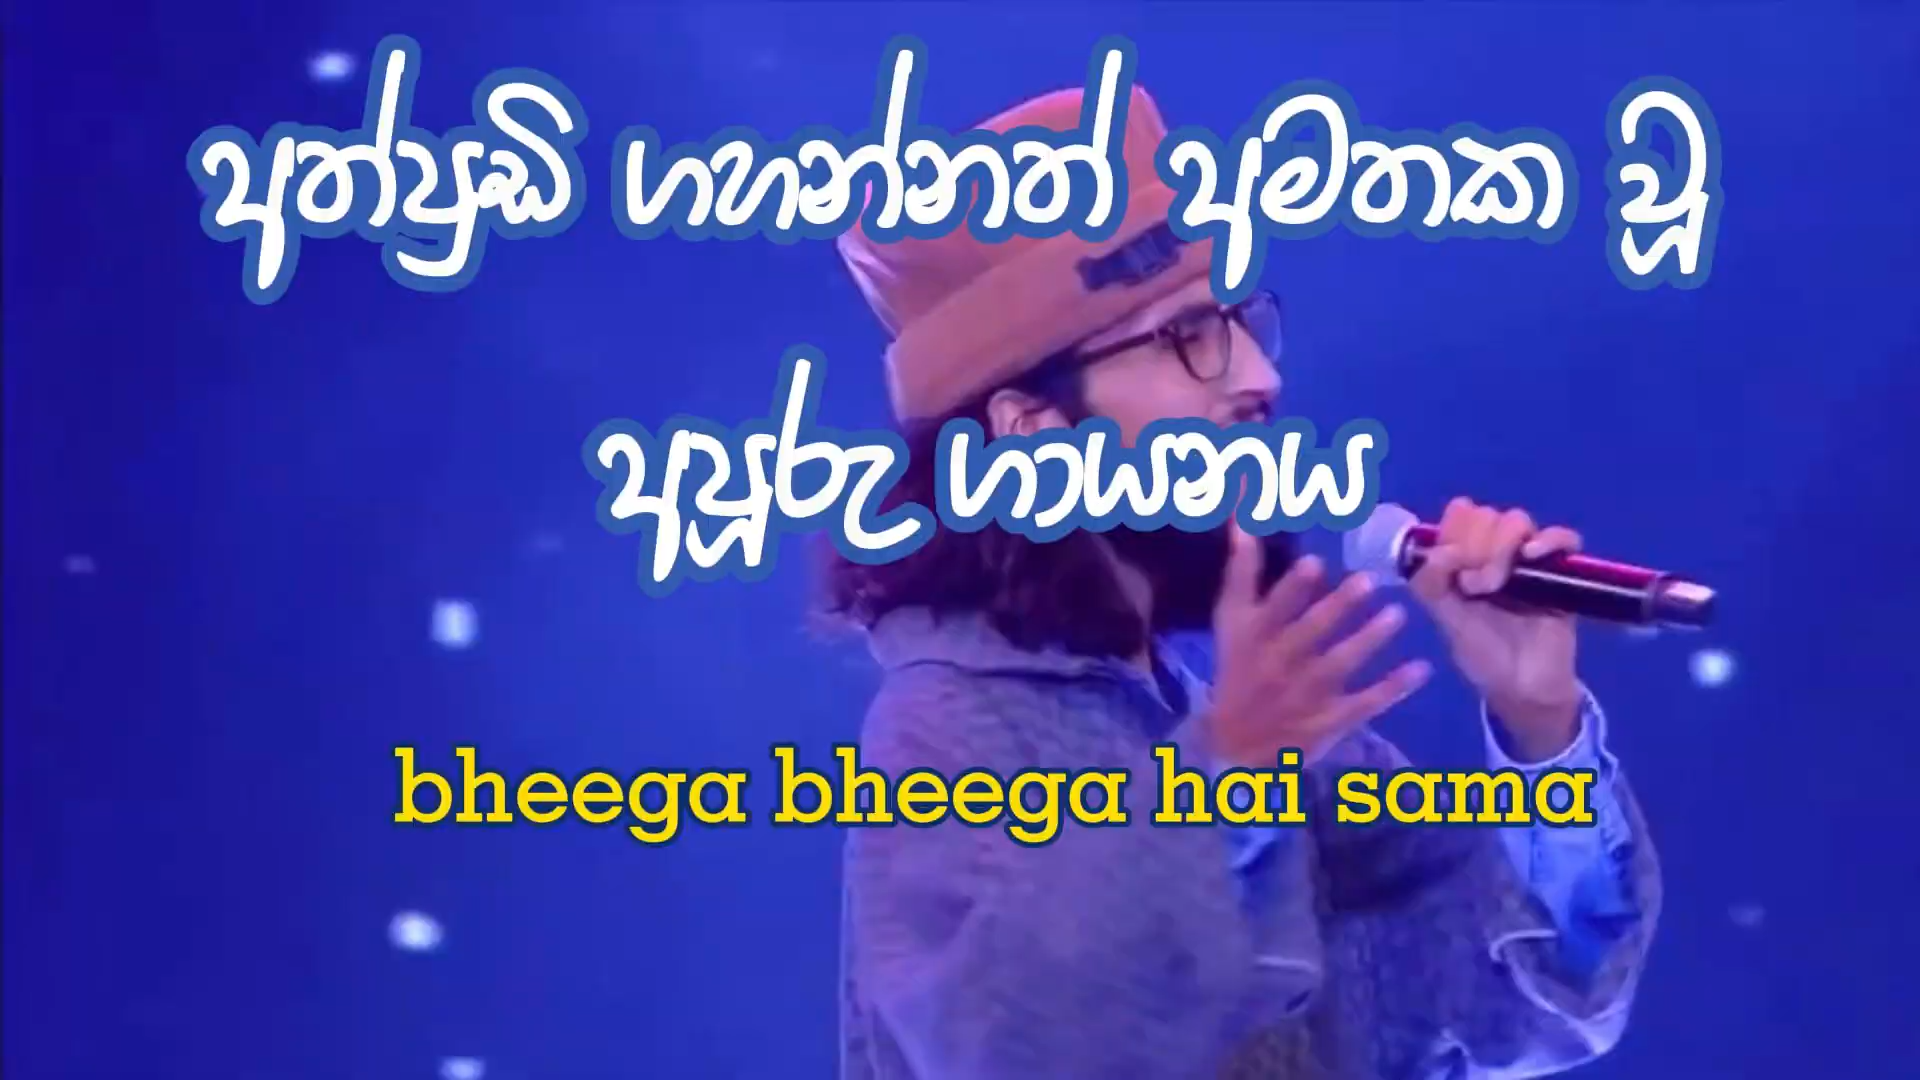 අත්පුඩි ගහන්නත් අමතක වූ
අපූරු ගායනය
bheega bheega hai sama